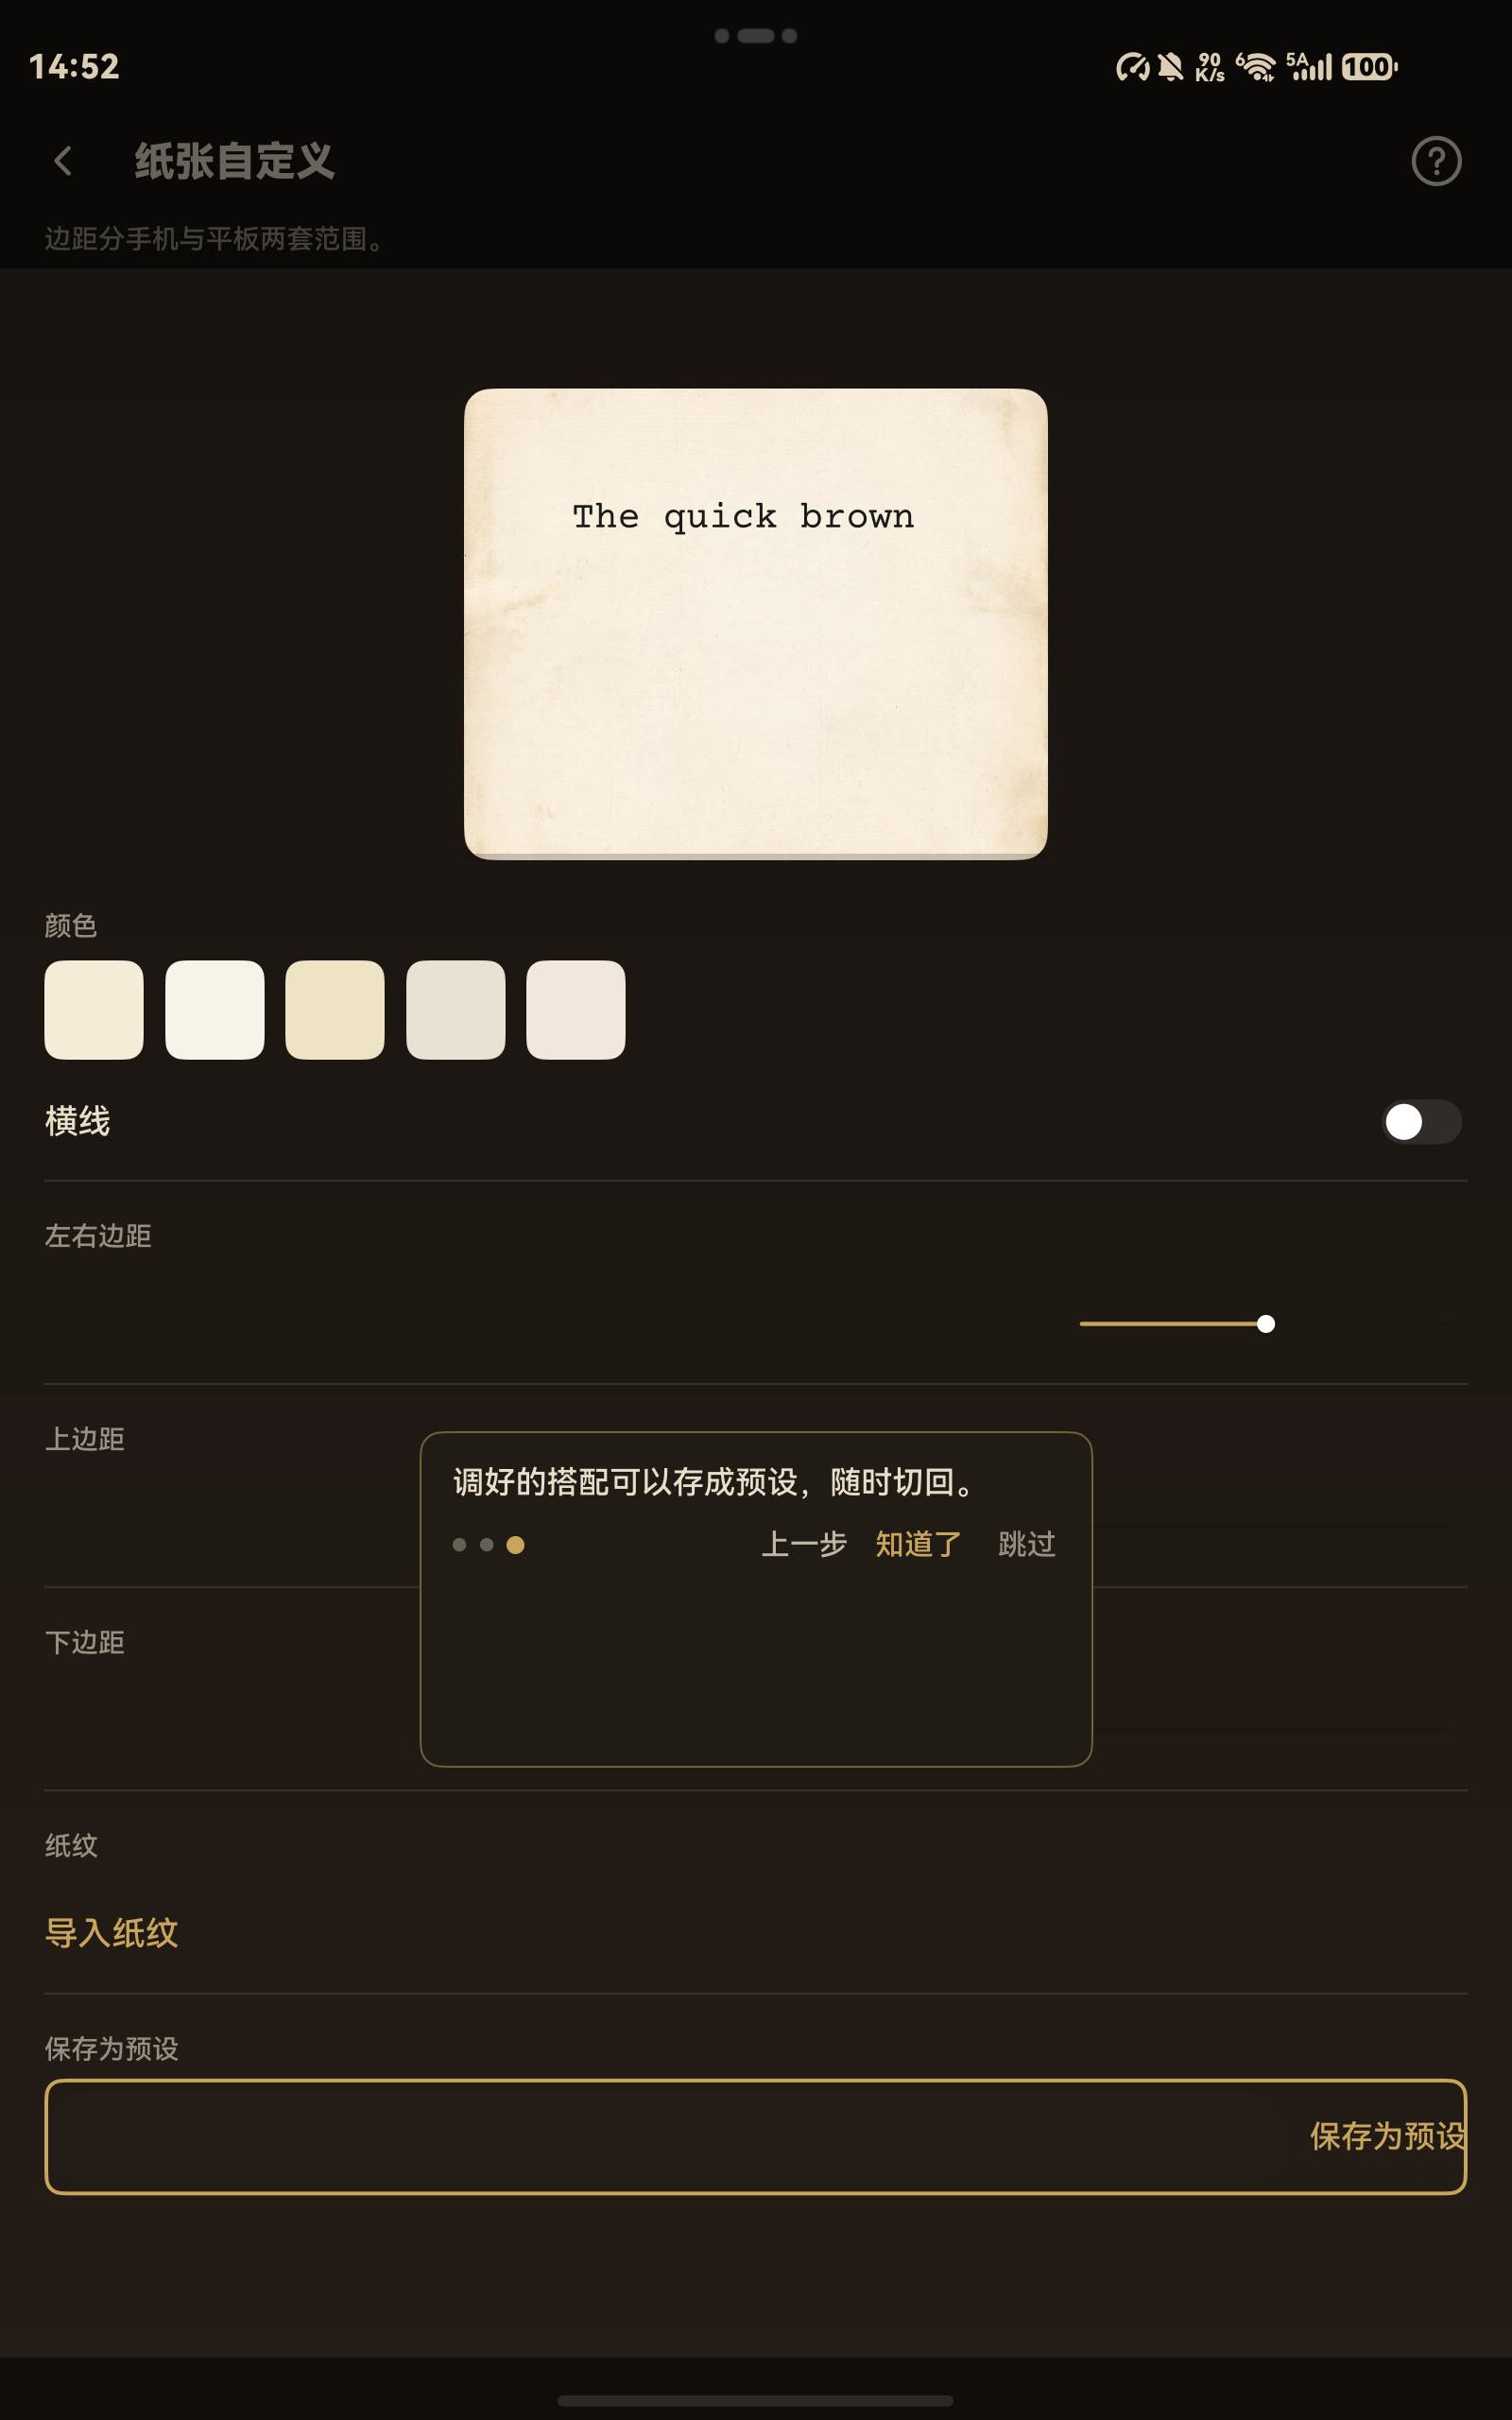 14:52
90
K/s
6
5A
100
纸张自定义
边距分手机与平板两套范围。
The quick brown
颜色
横线
左右边距
上边距
调好的搭配可以存成预设，随时切回。
上一步 知道了 跳过
下边距
纸纹
导入纸纹
保存为预设
保存为预设